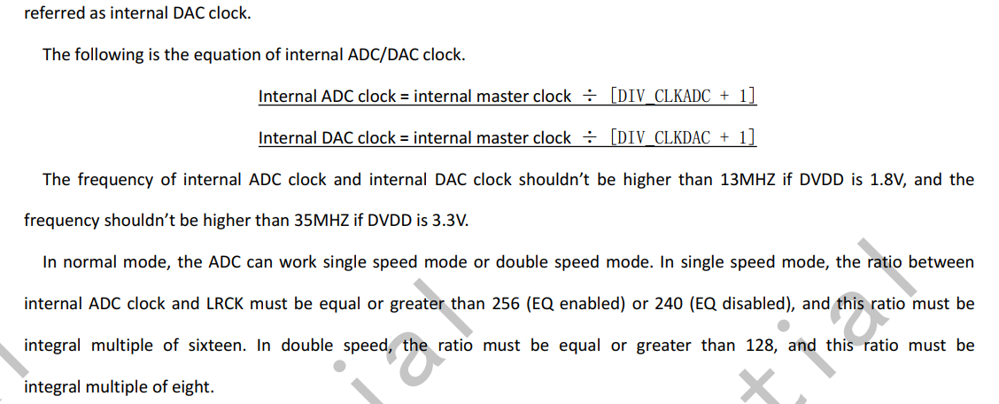 referred as internal DAC clock.
The following is the equation of internal ADC/DAC clock.
Internal ADC clock = internal master clock ÷ [DIV_CLKADC + 1]
Internal DAC clock = internal master clock ÷ [DIV_CLKDAC + 1]
The frequency of internal ADC clock and internal DAC clock shouldn't be higher than 13MHZ if DVDD is 1.8V, and the
frequency shouldn't be higher than 35MHZ if DVDD is 3.3V.
In normal mode, the ADC can work single speed mode or double speed mode. In single speed mode, the ratio between
internal ADC clock and LRCK must be equal or greater than 256 (EQ enabled) or 240 (EQ disabled), and this ratio must be
integral multiple of sixteen. In double speed, the ratio must be equal or greater than 128, and this ratio must be
integral multiple of eight.
ial
tial